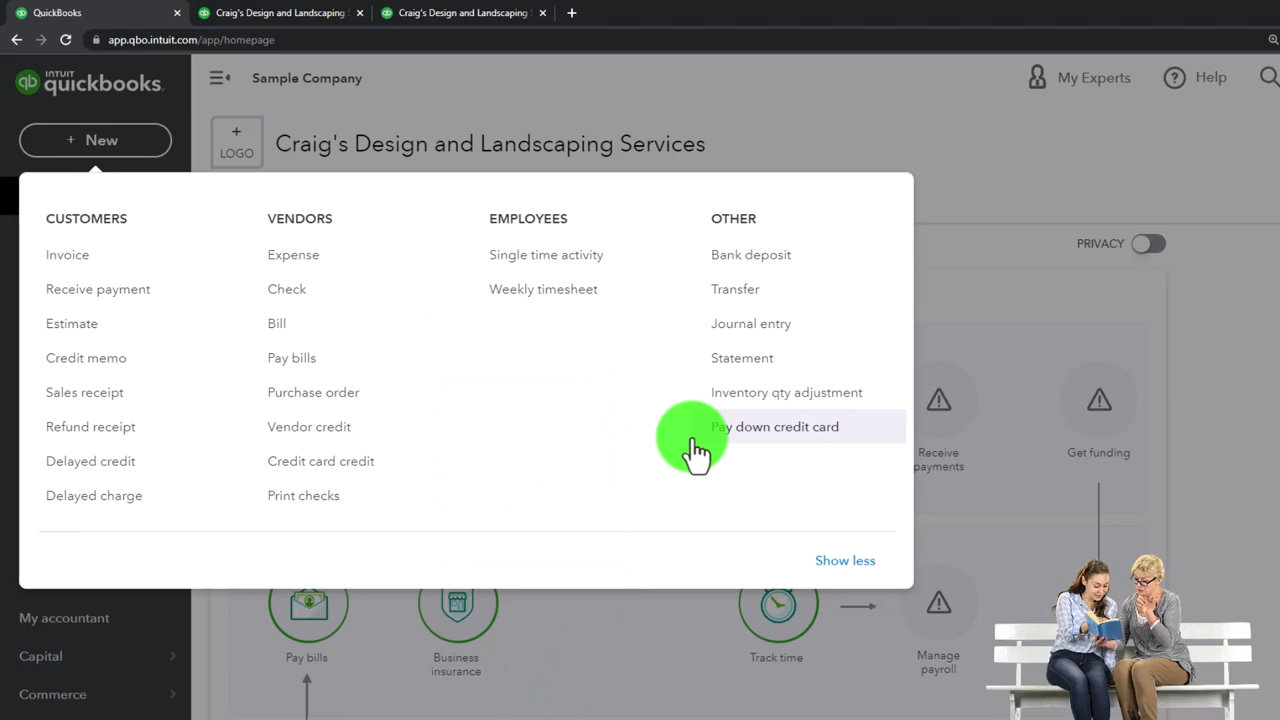 QuickBooks
Craig's Design and Landscaping
Craig's Design and Landscaping
app.qbo.intuit.com/app/homepage
INTUIT
quickbooks.
Sample Company
My Experts
Help
+ New
+
LOGO
Craig's Design and Landscaping Services
CUSTOMERS
Invoice
Receive payment
Estimate
Credit memo
Sales receipt
Refund receipt
Delayed credit
Delayed charge
VENDORS
Expense
Check
Bill
Pay bills
Purchase order
Vendor credit
Credit card credit
Print checks
EMPLOYEES
Single time activity
Weekly timesheet
OTHER
Bank deposit
Transfer
Journal entry
Statement
Inventory qty adjustment
Pay down credit card
Show less
PRIVACY
Receive
payments
Get funding
My accountant
Capital
Commerce
Pay bills
Business
insurance
Track time
Manage
payroll